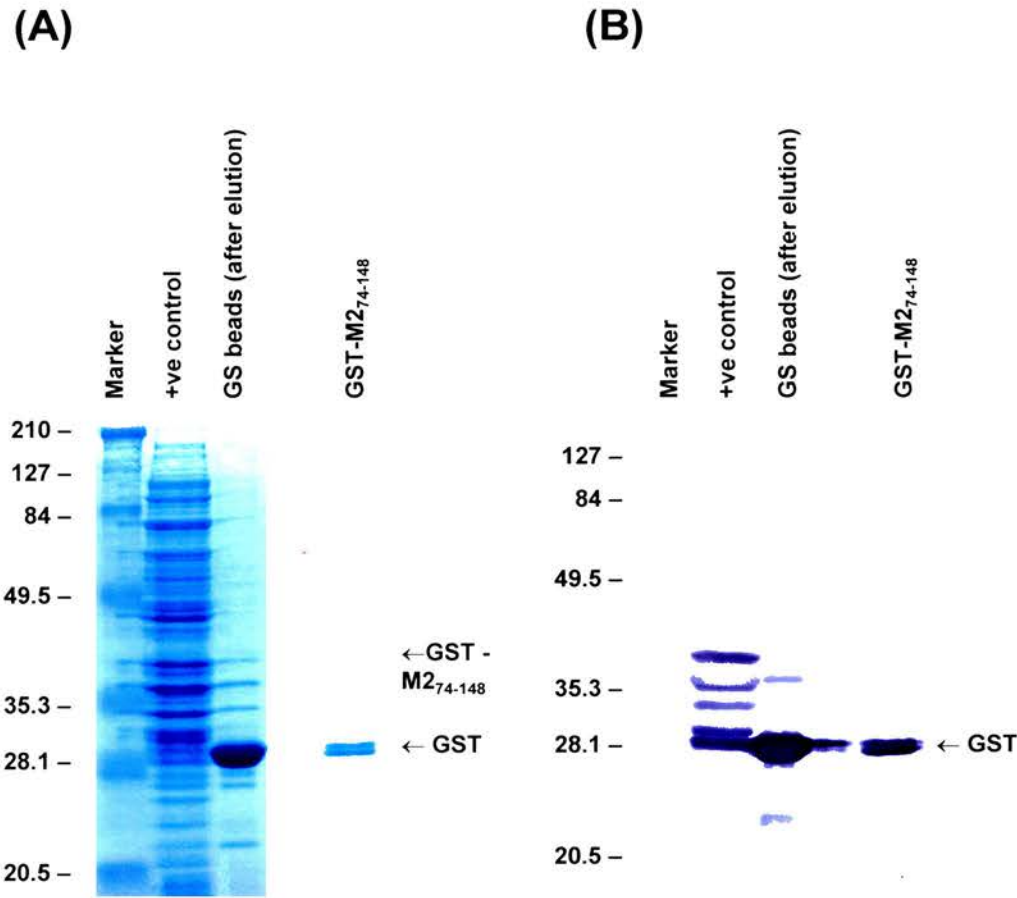 (A)
Marker
+ve control
GS beads (after elution)
GST-M2₇₄₋₁₄₈
210 –
127 –
84 –
49.5 –
35.3 –
28.1 –
20.5 –
←GST -
M2₇₄₋₁₄₈
← GST
(B)
Marker
+ve control
GS beads (after elution)
GST-M2₇₄₋₁₄₈
127 –
84 –
49.5 –
35.3 –
28.1 –
20.5 –
← GST